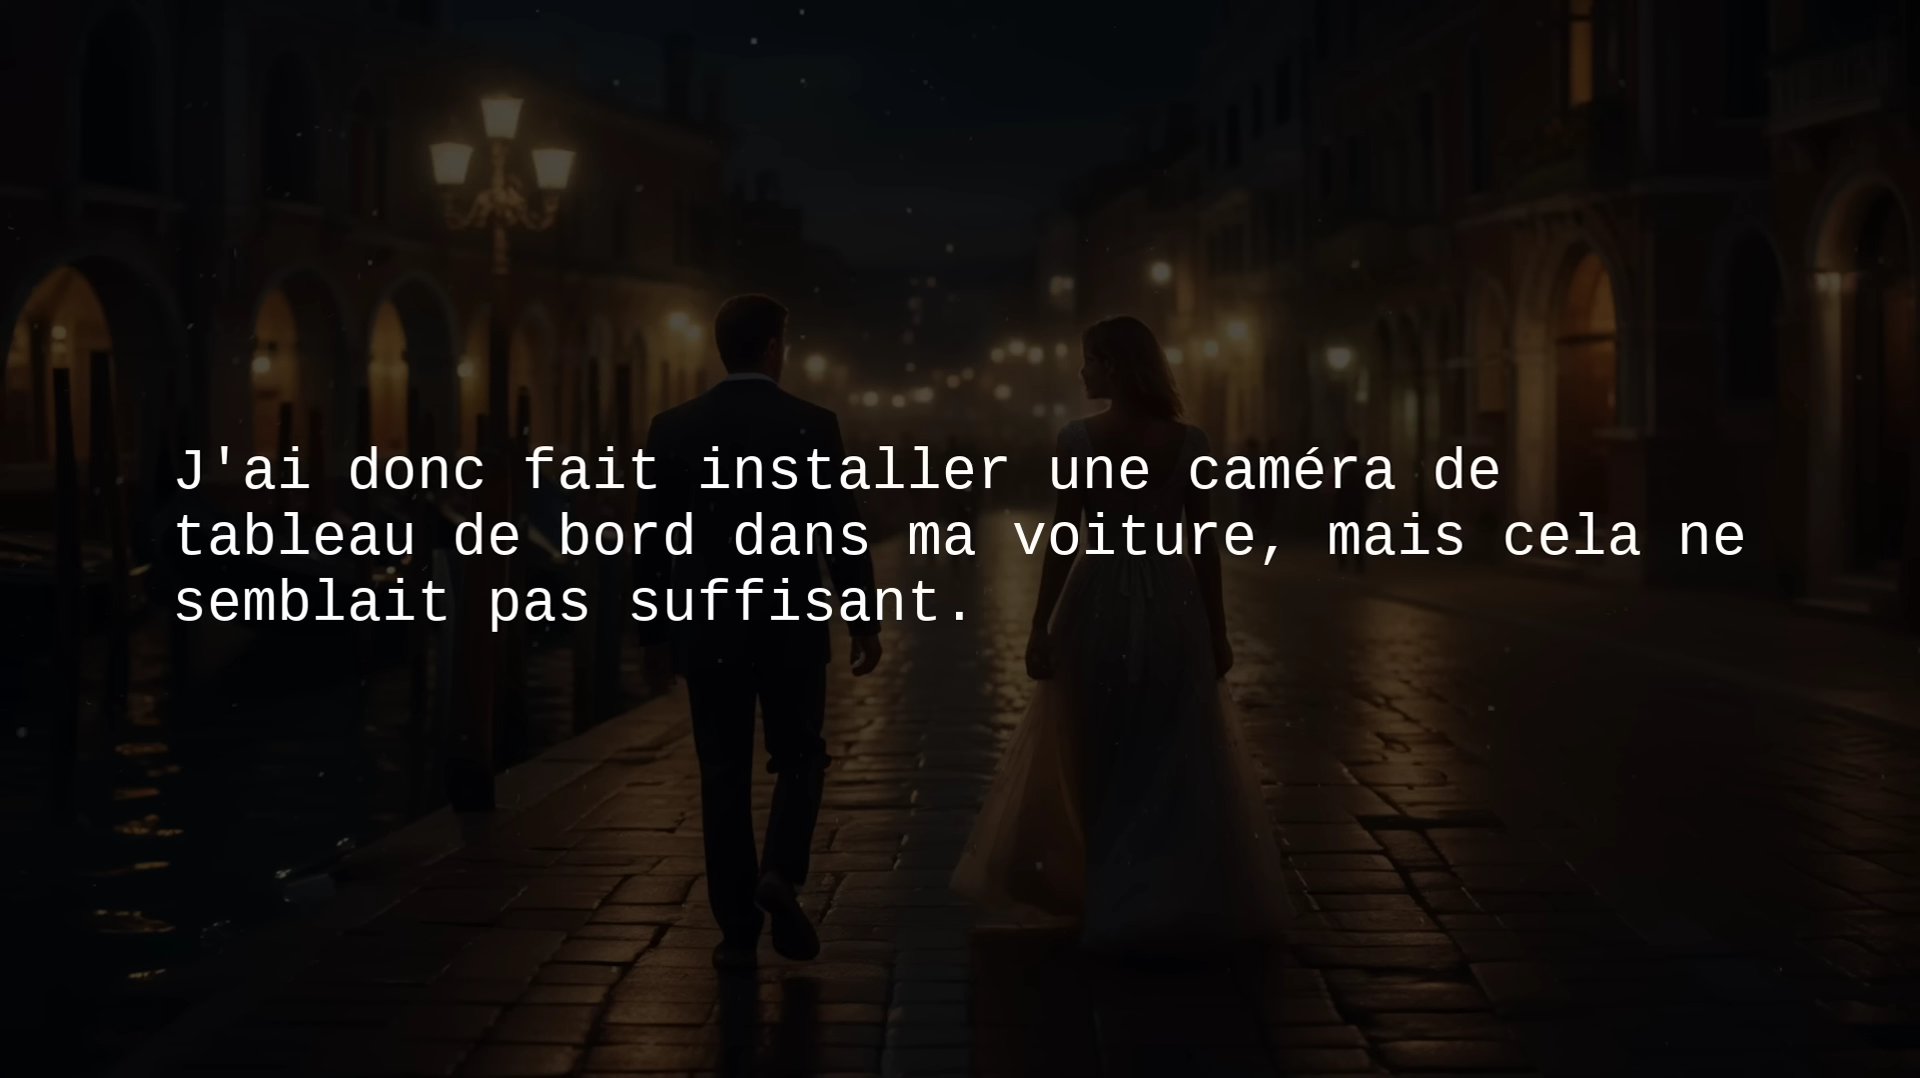 J'ai donc fait installer une caméra de
tableau de bord dans ma voiture, mais cela ne
semblait pas suffisant.